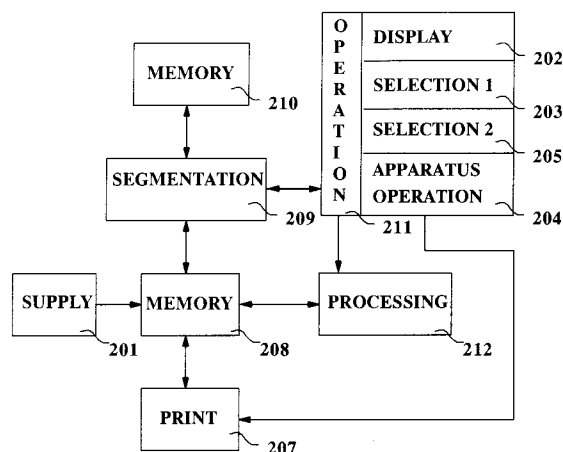 OPERATION
DISPLAY
202
MEMORY
210
SELECTION 1
203
SELECTION 2
205
SEGMENTATION
209
APPARATUS
OPERATION
204
211
SUPPLY
201
MEMORY
208
PROCESSING
212
PRINT
207